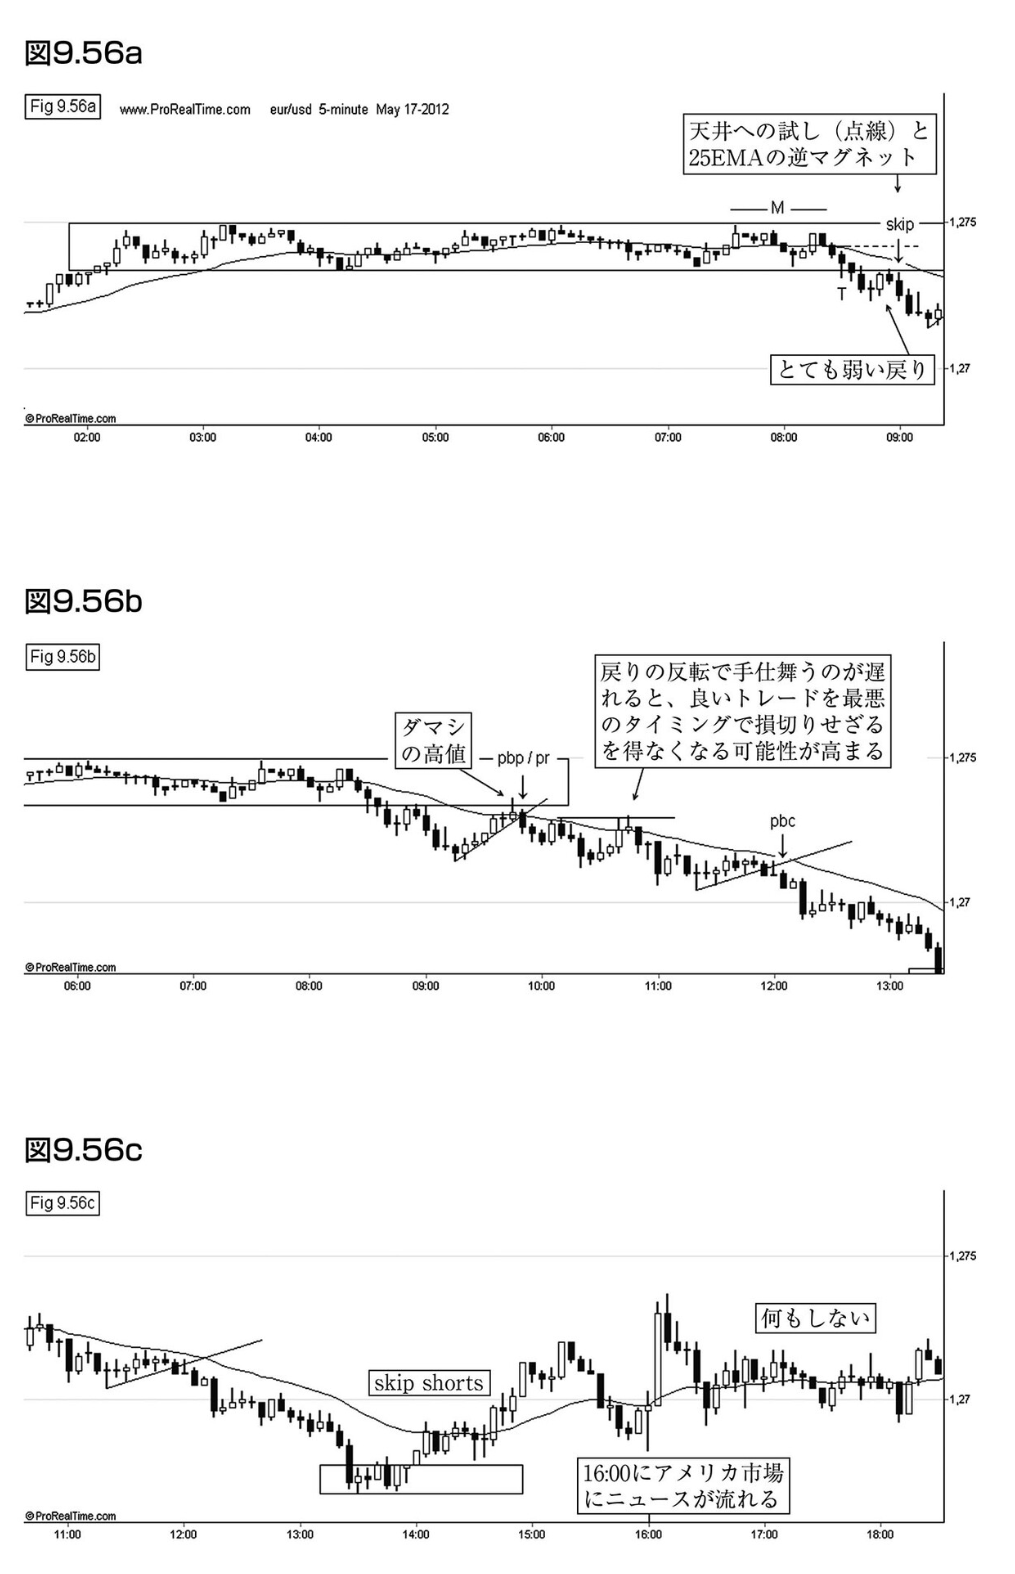 図9.56a
Fig 9.56a
www.ProRealTime.com eur/usd 5-minute May 17-2012
天井への試し（点線）と
25EMAの逆マグネット
M
skip
1,275
T
とても弱い戻り
1,27
©ProRealTime.com
02:00 03:00 04:00 05:00 06:00 07:00 08:00 09:00
図9.56b
Fig 9.56b
戻りの反転で手仕舞うのが遅
れると、良いトレードを最悪
のタイミングで損切りせざる
を得なくなる可能性が高まる
ダマシ
の高値
pbp / pr
1,275
pbc
1,27
©ProRealTime.com
06:00 07:00 08:00 09:00 10:00 11:00 12:00 13:00
図9.56c
Fig 9.56c
1,275
何もしない
skip shorts
1,27
16:00にアメリカ市場
にニュースが流れる
©ProRealTime.com
11:00 12:00 13:00 14:00 15:00 16:00 17:00 18:00